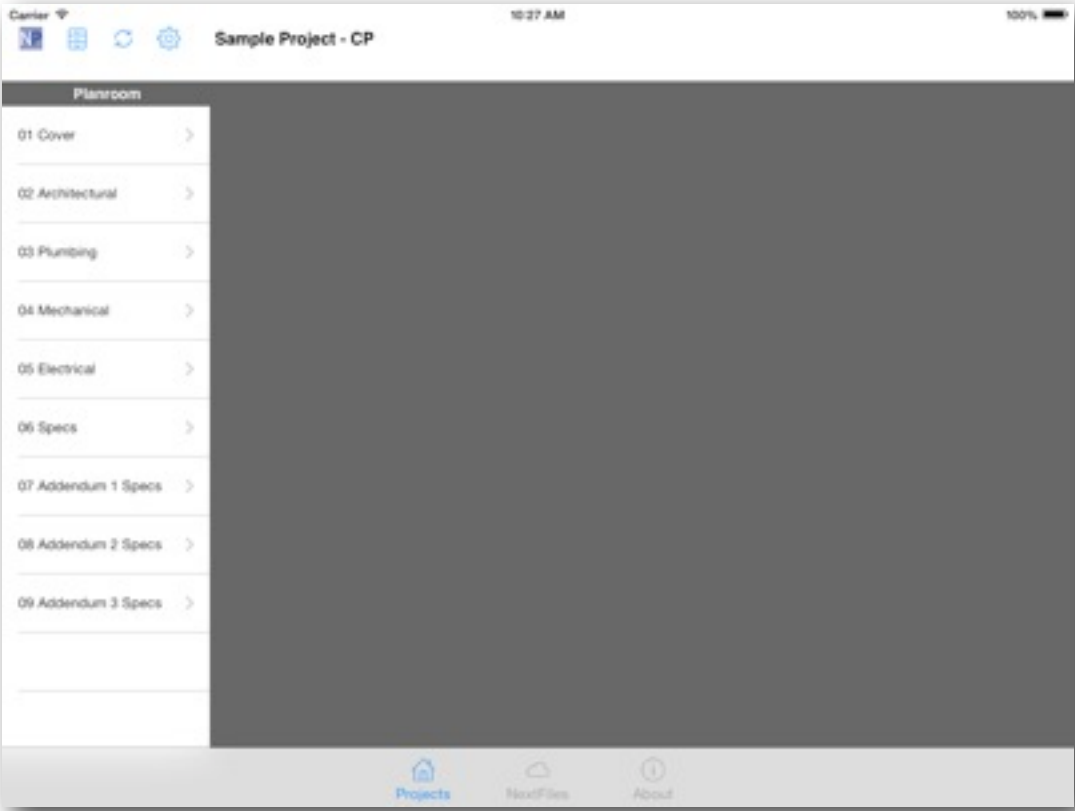 Carrier 10:27 AM 100%
NP Sample Project - CP
Planroom
01 Cover
02 Architectural
03 Plumbing
04 Mechanical
05 Electrical
06 Specs
07 Addendum 1 Specs
08 Addendum 2 Specs
09 Addendum 3 Specs
Projects NextFiles About